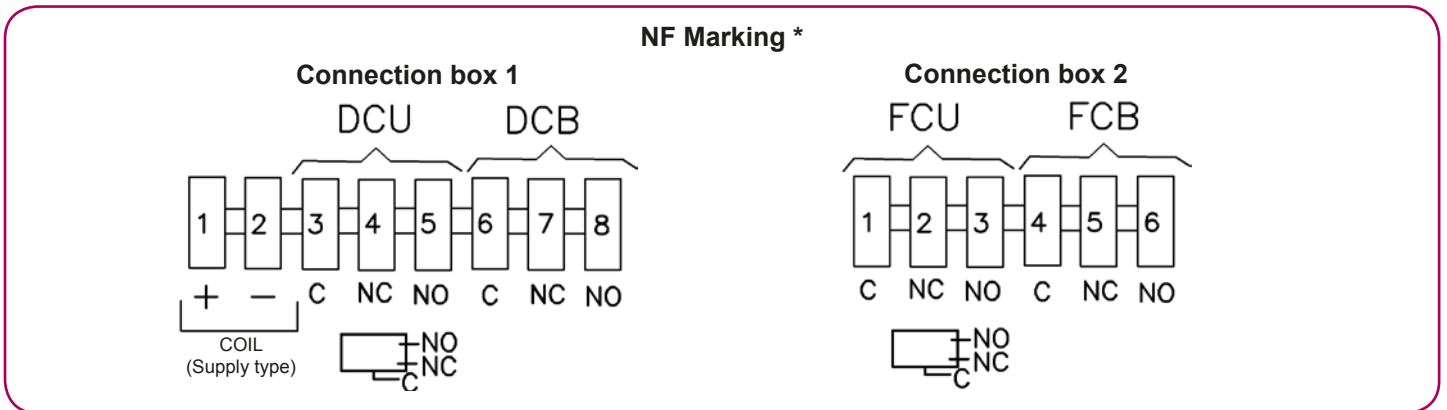 NF Marking *
Connection box 1
DCU DCB
1 2 3 4 5 6 7 8
+ − C NC NO C NC NO
COIL
(Supply type)
NO
NC
C
Connection box 2
FCU FCB
1 2 3 4 5 6
C NC NO C NC NO
NO
NC
C